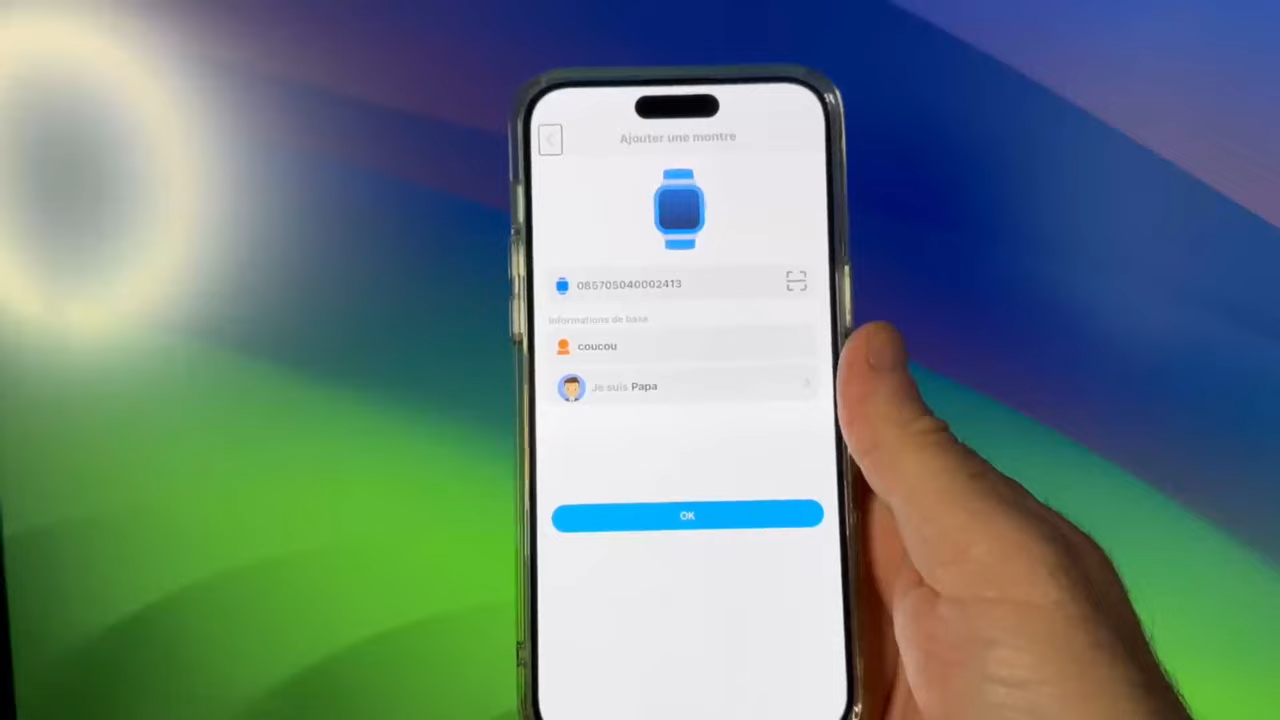 Ajouter une montre
085705040002413
Informations de base
coucou
Je suis Papa
OK